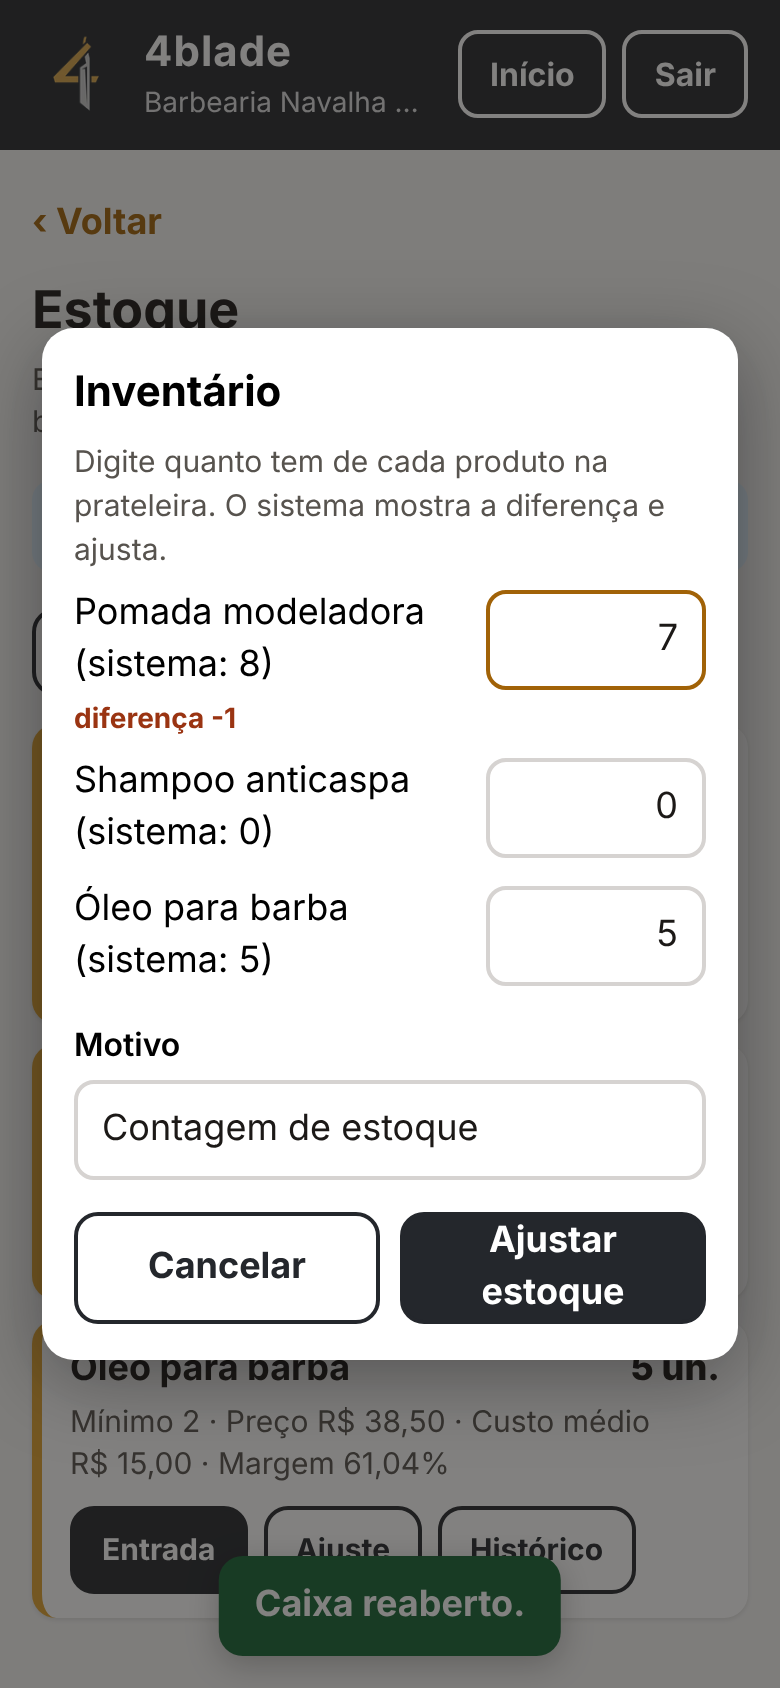 4blade
Barbearia Navalha ...
Início
Sair
‹ Voltar
Estoque
Inventário
Digite quanto tem de cada produto na
prateleira. O sistema mostra a diferença e
ajusta.
Pomada modeladora
(sistema: 8)
7
diferença -1
Shampoo anticaspa
(sistema: 0)
0
Óleo para barba
(sistema: 5)
5
Motivo
Contagem de estoque
Cancelar
Ajustar
estoque
Óleo para barba
5 un.
Mínimo 2 · Preço R$ 38,50 · Custo médio
R$ 15,00 · Margem 61,04%
Entrada
Ajuste
Histórico
Caixa reaberto.